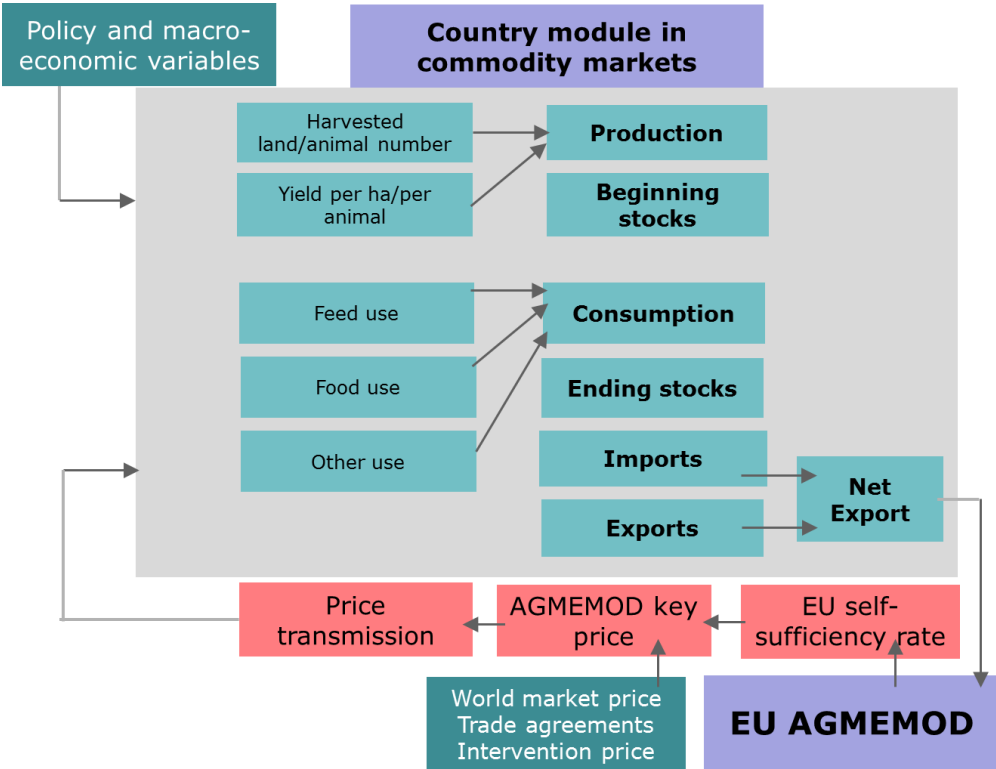 Policy and macro-
economic variables
Country module in
commodity markets
Harvested
land/animal number
Production
Yield per ha/per
animal
Beginning
stocks
Feed use
Consumption
Food use
Ending stocks
Other use
Imports
Net
Export
Exports
Price
transmission
AGMEMOD key
price
EU self-
sufficiency rate
World market price
Trade agreements
Intervention price
EU AGMEMOD